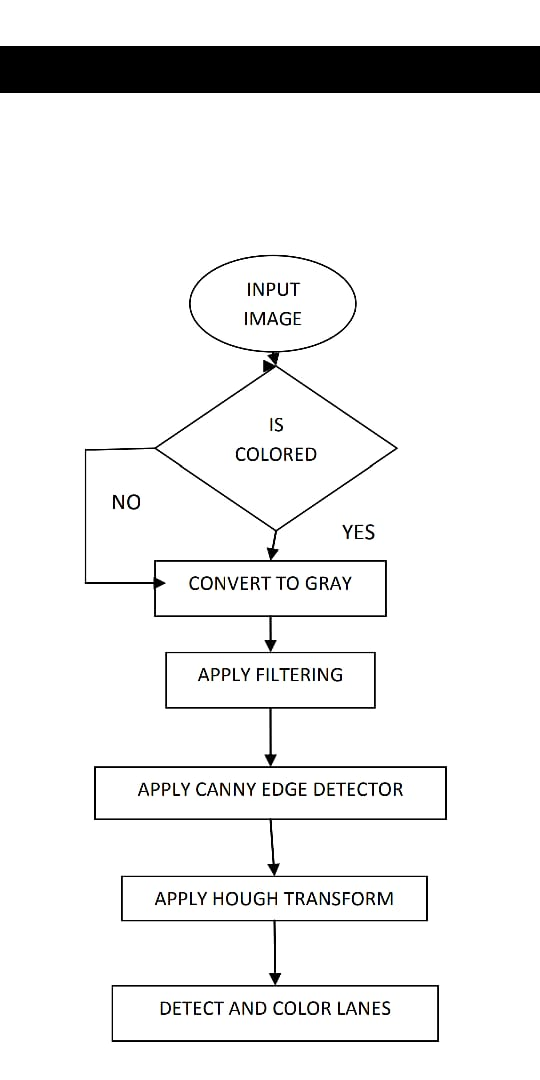 INPUT
IMAGE
IS
COLORED
NO
YES
CONVERT TO GRAY
APPLY FILTERING
APPLY CANNY EDGE DETECTOR
APPLY HOUGH TRANSFORM
DETECT AND COLOR LANES